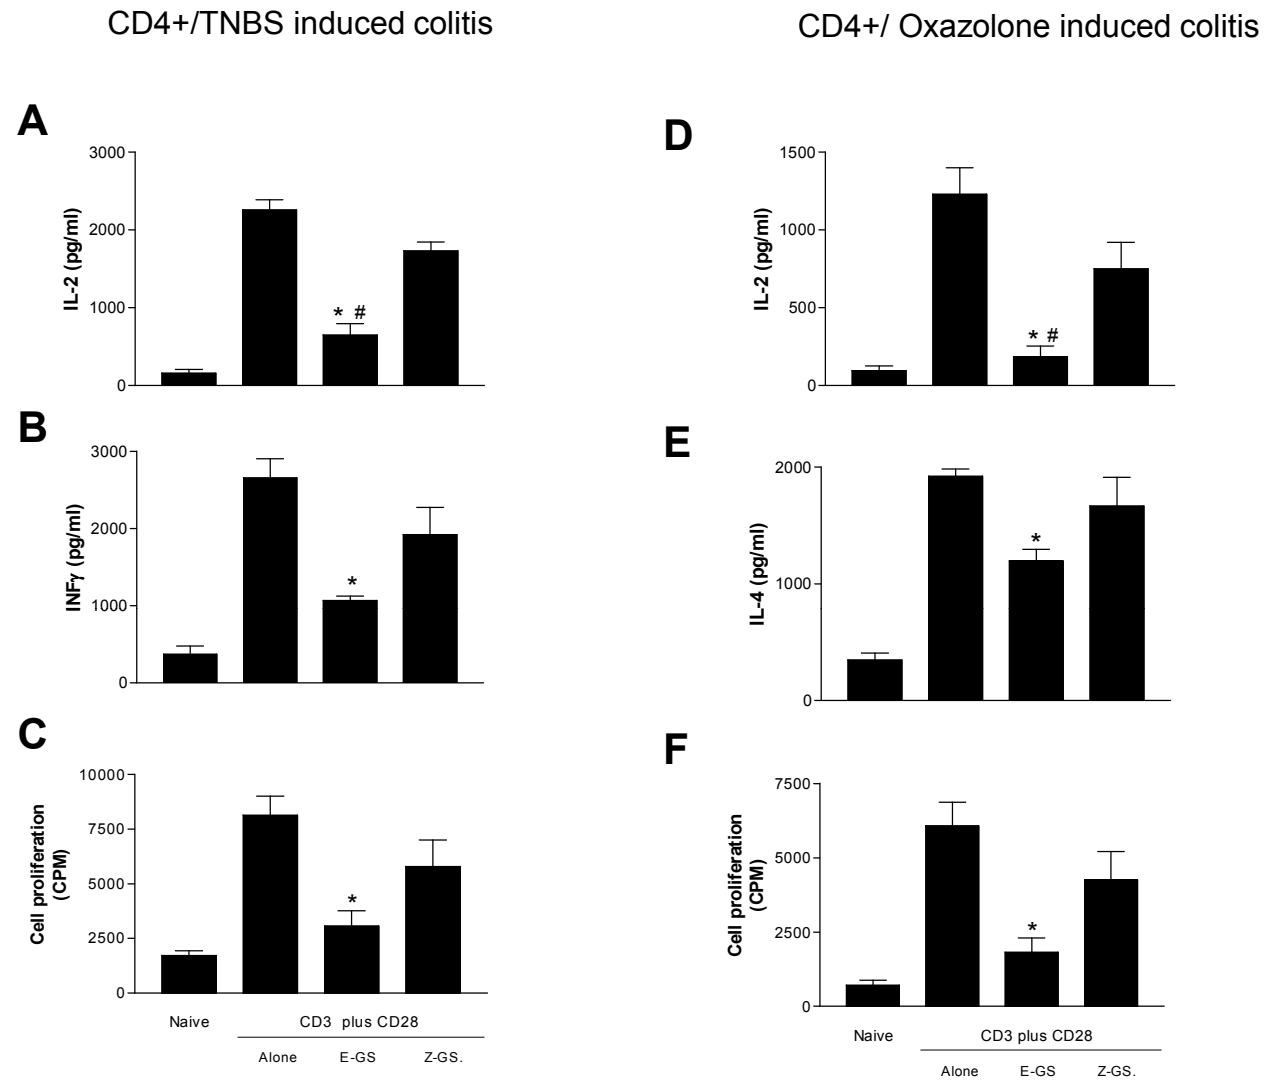 CD4+/TNBS induced colitis
CD4+/ Oxazolone induced colitis
A
3000
2000
1000
0
IL-2 (pg/ml)
* #
D
1500
1000
500
0
IL-2 (pg/ml)
* #
B
3000
2000
1000
0
INFγ (pg/ml)
*
E
2000
1000
0
IL-4 (pg/ml)
*
C
10000
7500
5000
2500
0
Cell proliferation
(CPM)
*
Naive
CD3 plus CD28
Alone E-GS Z-GS.
F
7500
5000
2500
0
Cell proliferation
(CPM)
*
Naive
CD3 plus CD28
Alone E-GS Z-GS.